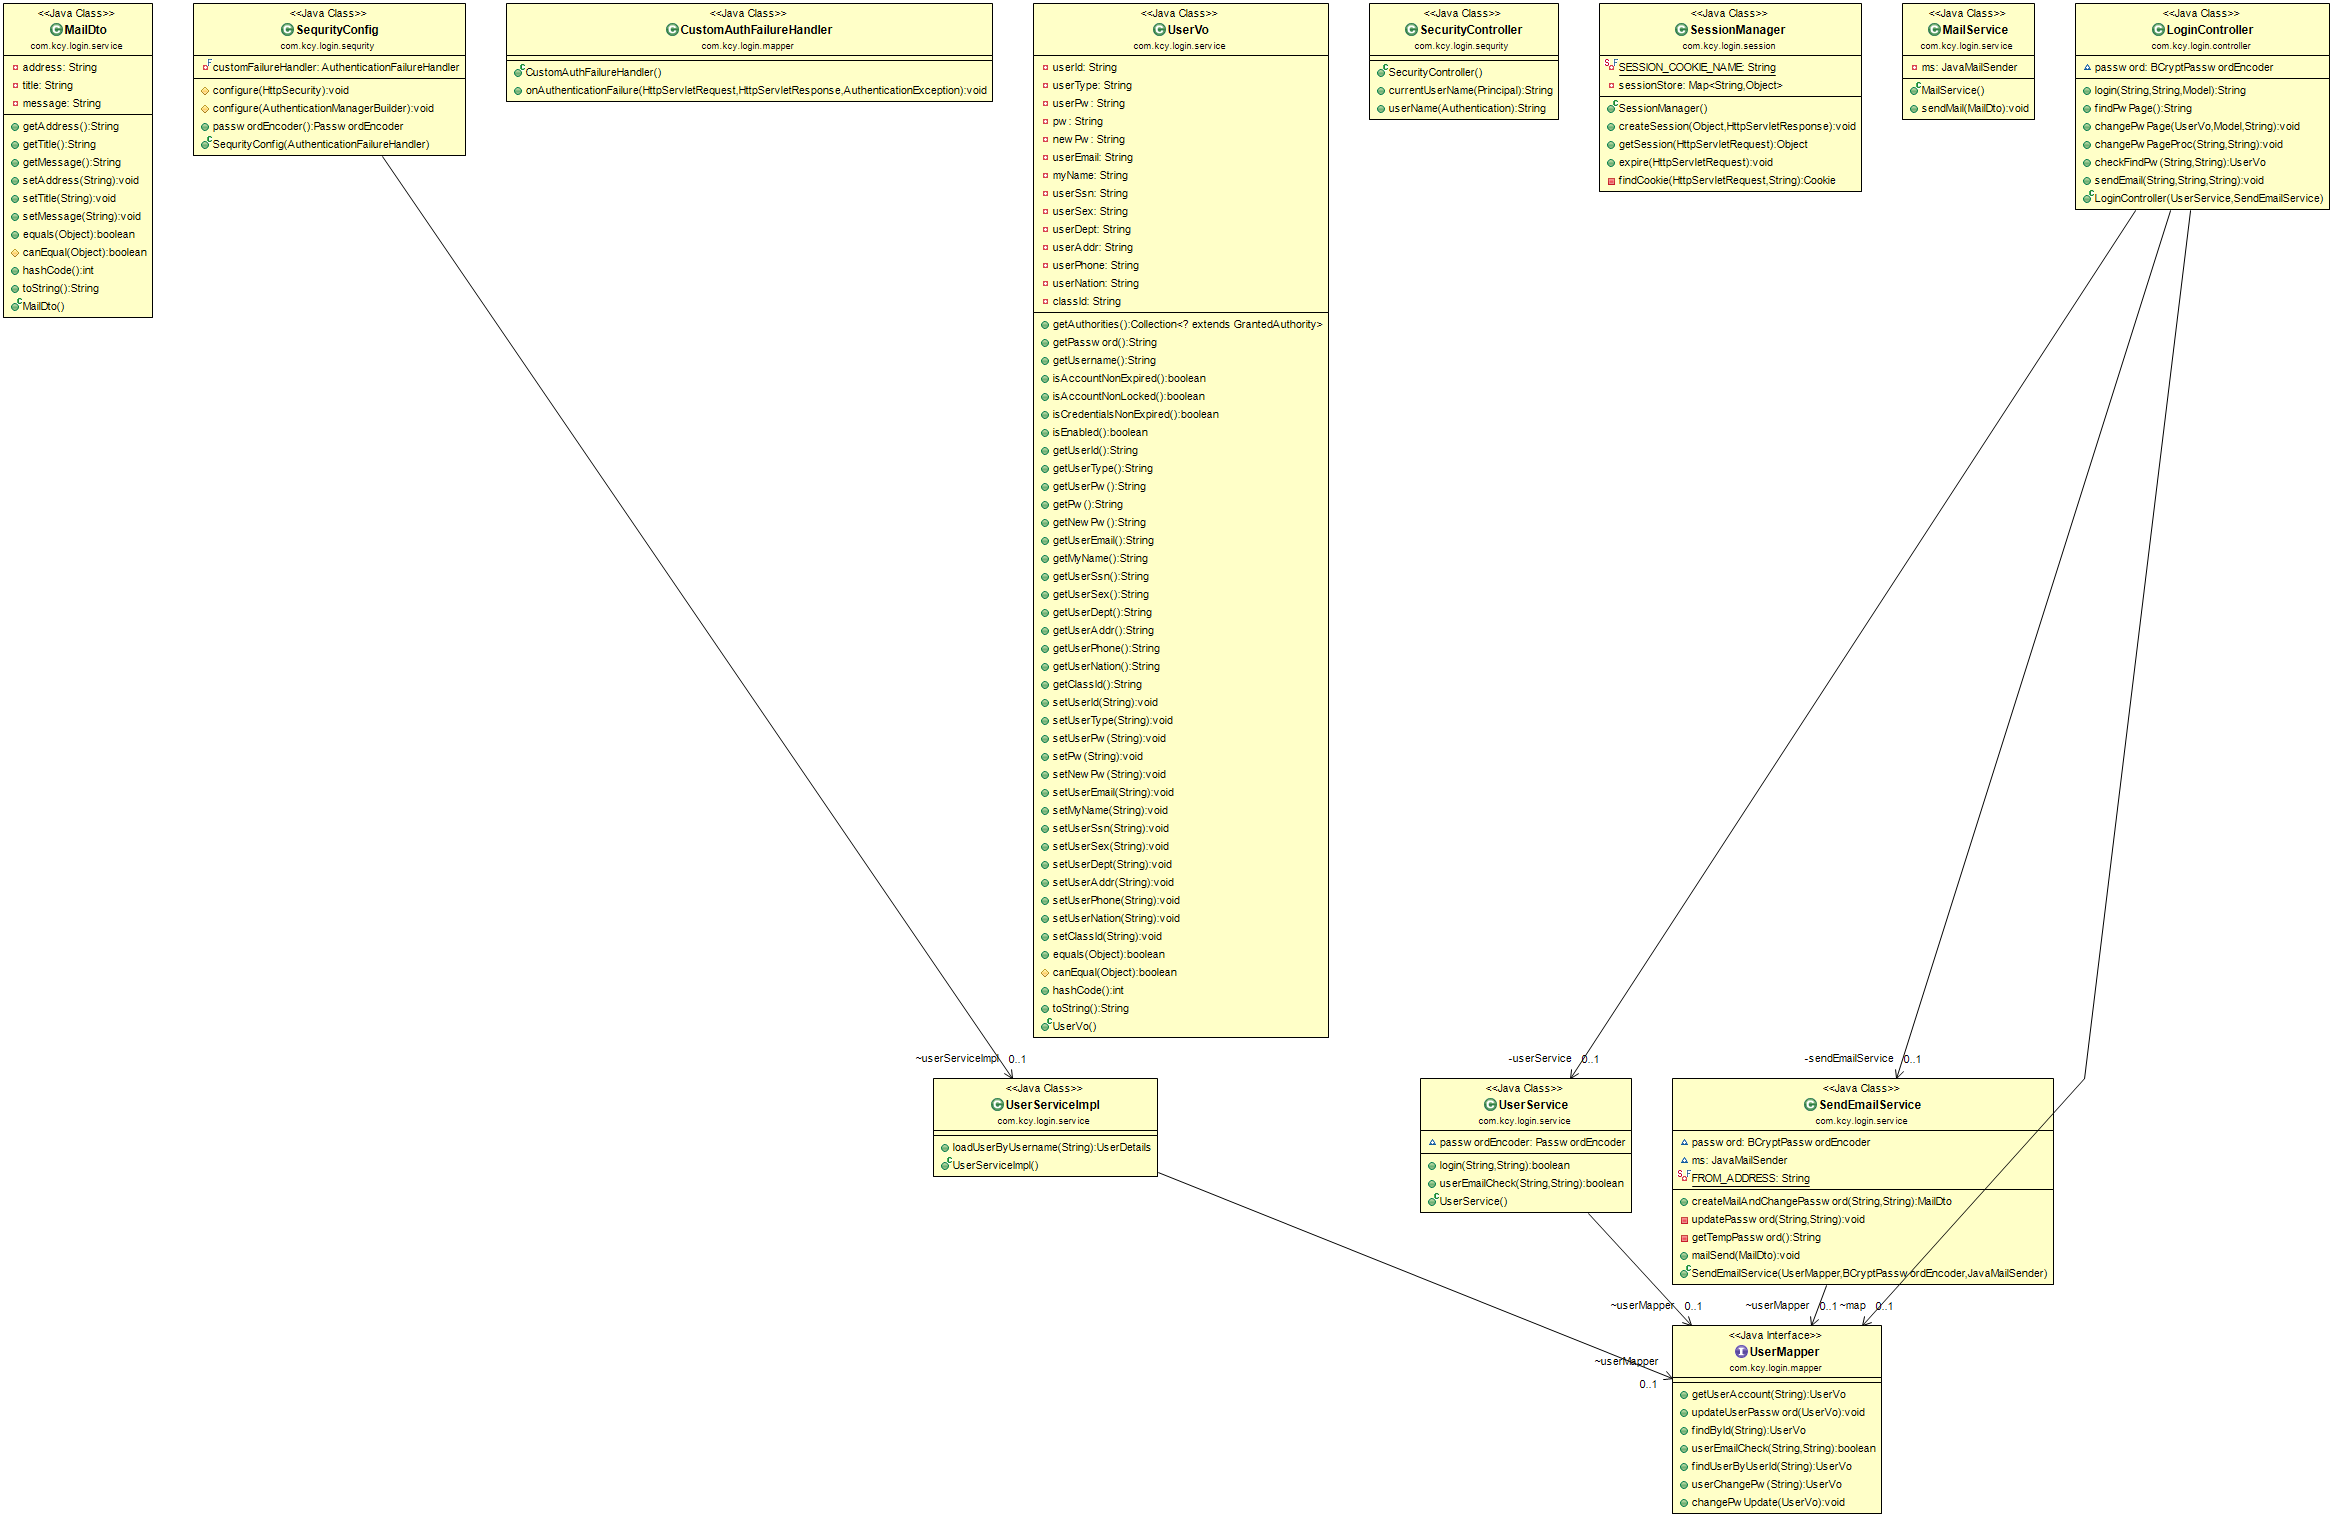 <<Java Class>>
MailDto
com.kcy.login.service
address: String
title: String
message: String
getAddress():String
getTitle():String
getMessage():String
setAddress(String):void
setTitle(String):void
setMessage(String):void
equals(Object):boolean
canEqual(Object):boolean
hashCode():int
toString():String
MailDto()
<<Java Class>>
SequrityConfig
com.kcy.login.sequrity
customFailureHandler: AuthenticationFailureHandler
configure(HttpSecurity):void
configure(AuthenticationManagerBuilder):void
passwordEncoder():PasswordEncoder
SequrityConfig(AuthenticationFailureHandler)
<<Java Class>>
CustomAuthFailureHandler
com.kcy.login.mapper
CustomAuthFailureHandler()
onAuthenticationFailure(HttpServletRequest,HttpServletResponse,AuthenticationException):void
<<Java Class>>
UserVo
com.kcy.login.service
userId: String
userType: String
userPw: String
pw: String
newPw: String
userEmail: String
myName: String
userSsn: String
userSex: String
userDept: String
userAddr: String
userPhone: String
userNation: String
classId: String
getAuthorities():Collection<? extends GrantedAuthority>
getPassword():String
getUsername():String
isAccountNonExpired():boolean
isAccountNonLocked():boolean
isCredentialsNonExpired():boolean
isEnabled():boolean
getUserId():String
getUserType():String
getUserPw():String
getPw():String
getNewPw():String
getUserEmail():String
getMyName():String
getUserSsn():String
getUserSex():String
getUserDept():String
getUserAddr():String
getUserPhone():String
getUserNation():String
getClassId():String
setUserId(String):void
setUserType(String):void
setUserPw(String):void
setPw(String):void
setNewPw(String):void
setUserEmail(String):void
setMyName(String):void
setUserSsn(String):void
setUserSex(String):void
setUserDept(String):void
setUserAddr(String):void
setUserPhone(String):void
setUserNation(String):void
setClassId(String):void
equals(Object):boolean
canEqual(Object):boolean
hashCode():int
toString():String
UserVo()
<<Java Class>>
SecurityController
com.kcy.login.sequrity
SecurityController()
currentUserName(Principal):String
userName(Authentication):String
<<Java Class>>
SessionManager
com.kcy.login.session
SESSION_COOKIE_NAME: String
sessionStore: Map<String,Object>
SessionManager()
createSession(Object,HttpServletResponse):void
getSession(HttpServletRequest):Object
expire(HttpServletRequest):void
findCookie(HttpServletRequest,String):Cookie
<<Java Class>>
MailService
com.kcy.login.service
ms: JavaMailSender
MailService()
sendMail(MailDto):void
<<Java Class>>
LoginController
com.kcy.login.controller
password: BCryptPasswordEncoder
login(String,String,Model):String
findPwPage():String
changePwPage(UserVo,Model,String):void
changePwPageProc(String,String):void
checkFindPw(String,String):UserVo
sendEmail(String,String,String):void
LoginController(UserService,SendEmailService)
~userServiceImpl 0..1
-userService 0..1
-sendEmailService 0..1
<<Java Class>>
UserServiceImpl
com.kcy.login.service
loadUserByUsername(String):UserDetails
UserServiceImpl()
<<Java Class>>
UserService
com.kcy.login.service
passwordEncoder: PasswordEncoder
login(String,String):boolean
userEmailCheck(String,String):boolean
UserService()
<<Java Class>>
SendEmailService
com.kcy.login.service
password: BCryptPasswordEncoder
ms: JavaMailSender
FROM_ADDRESS: String
createMailAndChangePassword(String,String):MailDto
updatePassword(String,String):void
getTempPassword():String
mailSend(MailDto):void
SendEmailService(UserMapper,BCryptPasswordEncoder,JavaMailSender)
~userMapper 0..1
~userMapper 0..1
~map 0..1
~userMapper
0..1
<<Java Interface>>
UserMapper
com.kcy.login.mapper
getUserAccount(String):UserVo
updateUserPassword(UserVo):void
findById(String):UserVo
userEmailCheck(String,String):boolean
findUserByUserId(String):UserVo
userChangePw(String):UserVo
changePwUpdate(UserVo):void